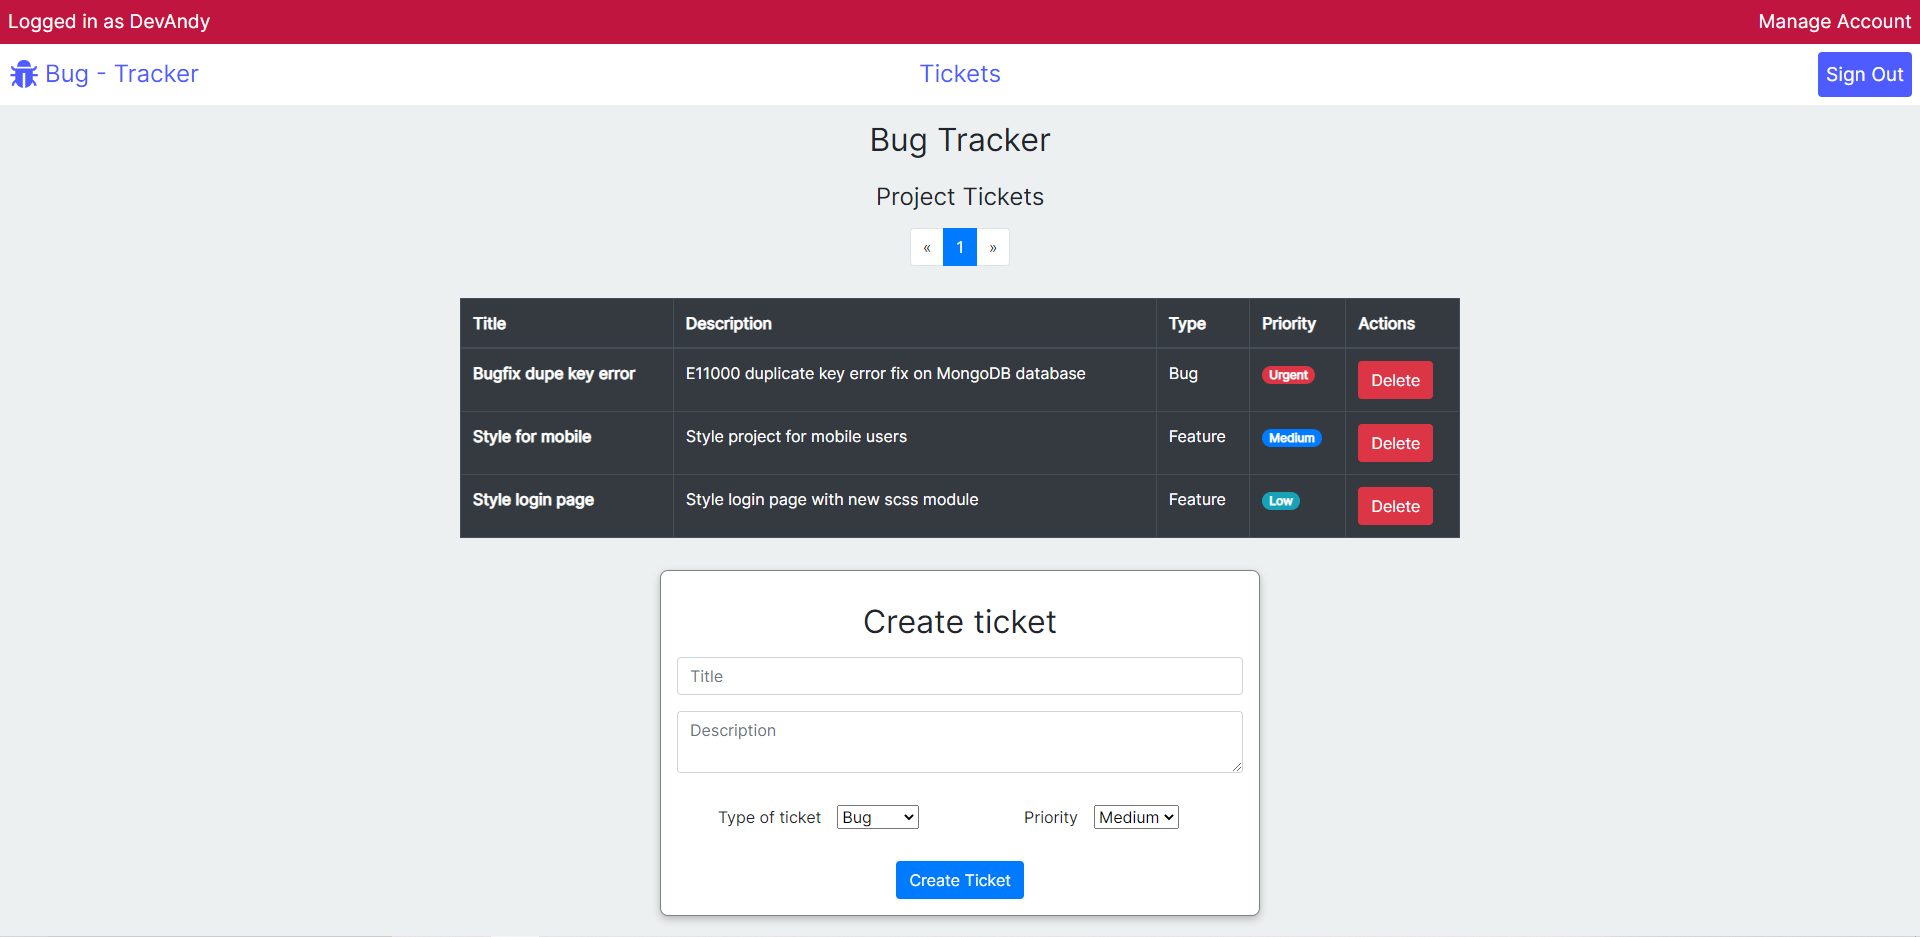 Logged in as DevAndy Manage Account
Bug - Tracker Tickets Sign Out
Bug Tracker
Project Tickets
« 1 »
Title Description Type Priority Actions
Bugfix dupe key error E11000 duplicate key error fix on MongoDB database Bug Urgent Delete
Style for mobile Style project for mobile users Feature Medium Delete
Style login page Style login page with new scss module Feature Low Delete
Create ticket
Title
Description
Type of ticket Bug Priority Medium
Create Ticket